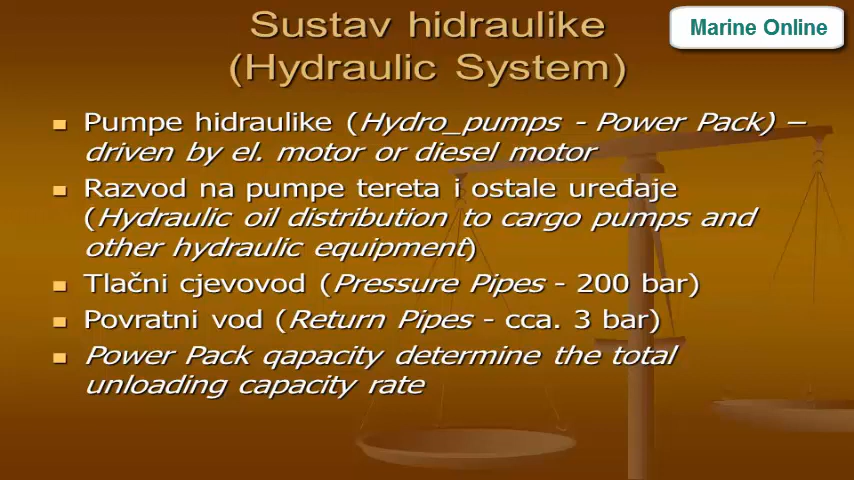 Sustav hidraulike
(Hydraulic System)
Marine Online
Pumpe hidraulike (Hydro_pumps - Power Pack) –
driven by el. motor or diesel motor
Razvod na pumpe tereta i ostale uređaje
(Hydraulic oil distribution to cargo pumps and
other hydraulic equipment)
Tlačni cjevovod (Pressure Pipes - 200 bar)
Povratni vod (Return Pipes - cca. 3 bar)
Power Pack qapacity determine the total
unloading capacity rate